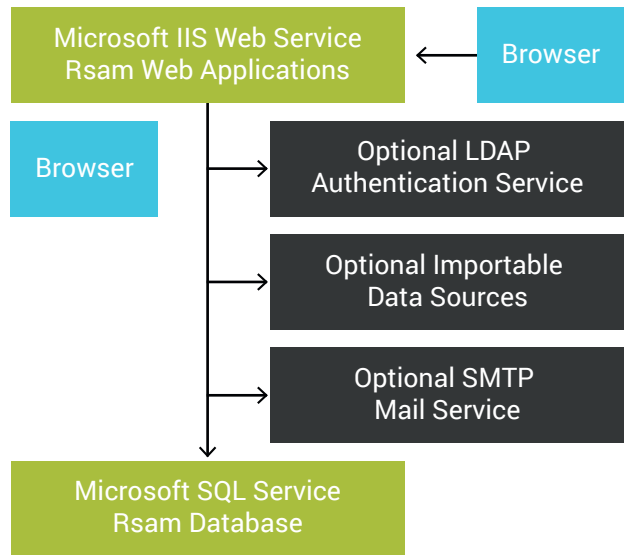 Microsoft IIS Web Service
Rsam Web Applications
Browser
Browser
Optional LDAP
Authentication Service
Optional Importable
Data Sources
Optional SMTP
Mail Service
Microsoft SQL Service
Rsam Database